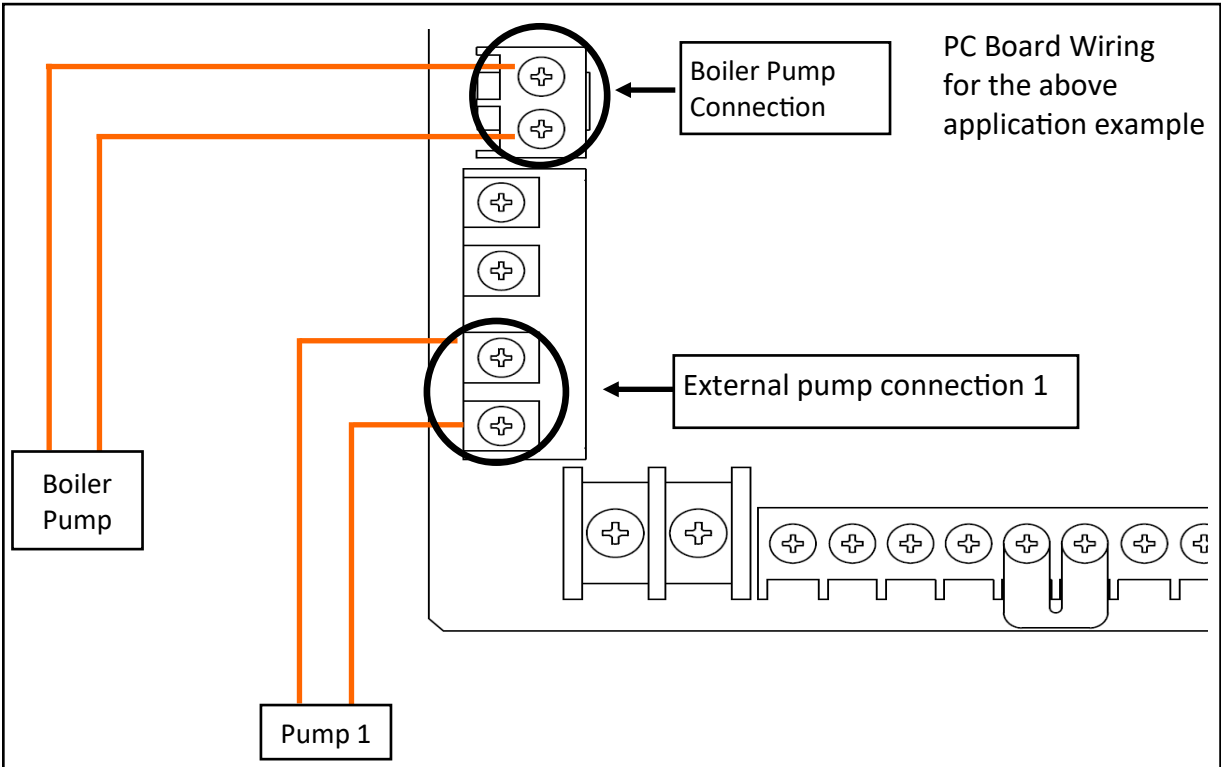 Boiler Pump
Connection
PC Board Wiring
for the above
application example
External pump connection 1
Boiler
Pump
Pump 1